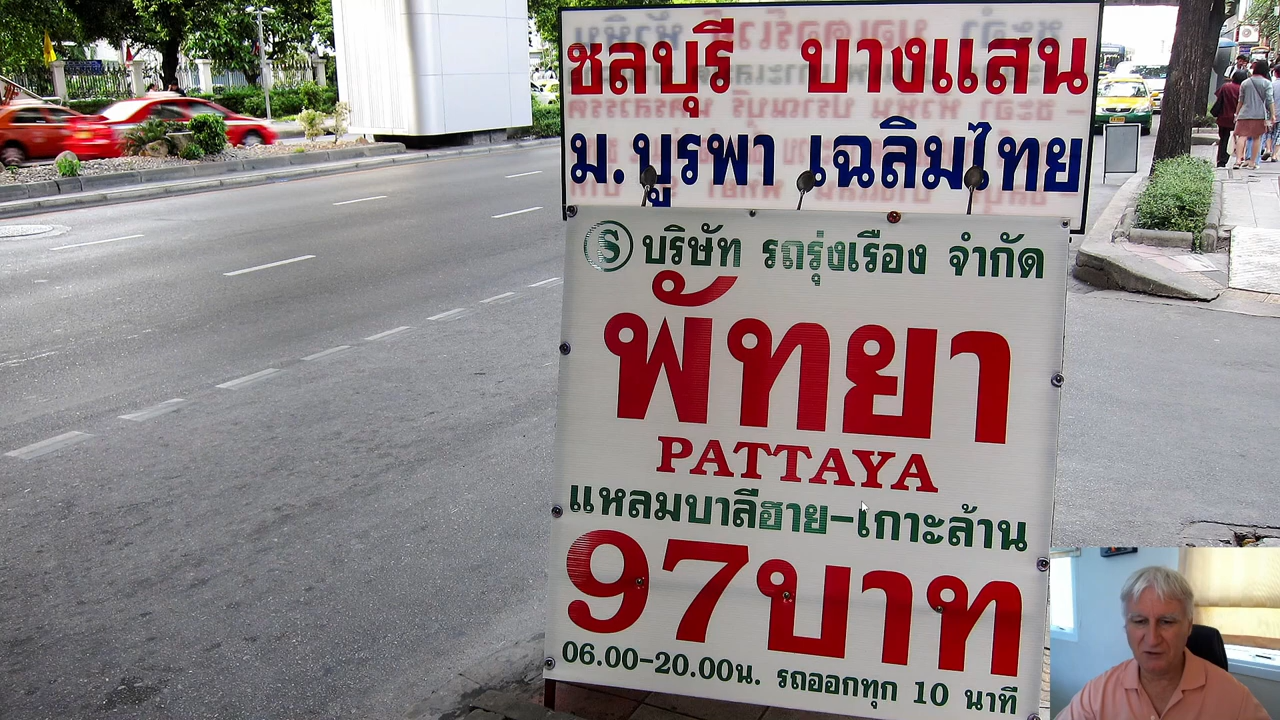 ชลบุรี บางแสน
ม.บูรพา เฉลิมไทย
S บริษัท รถรุ่งเรือง จำกัด
พัทยา
PATTAYA
แหลมบาลีฮาย-เกาะล้าน
97บาท
06.00-20.00น. รถออกทุก 10 นาที